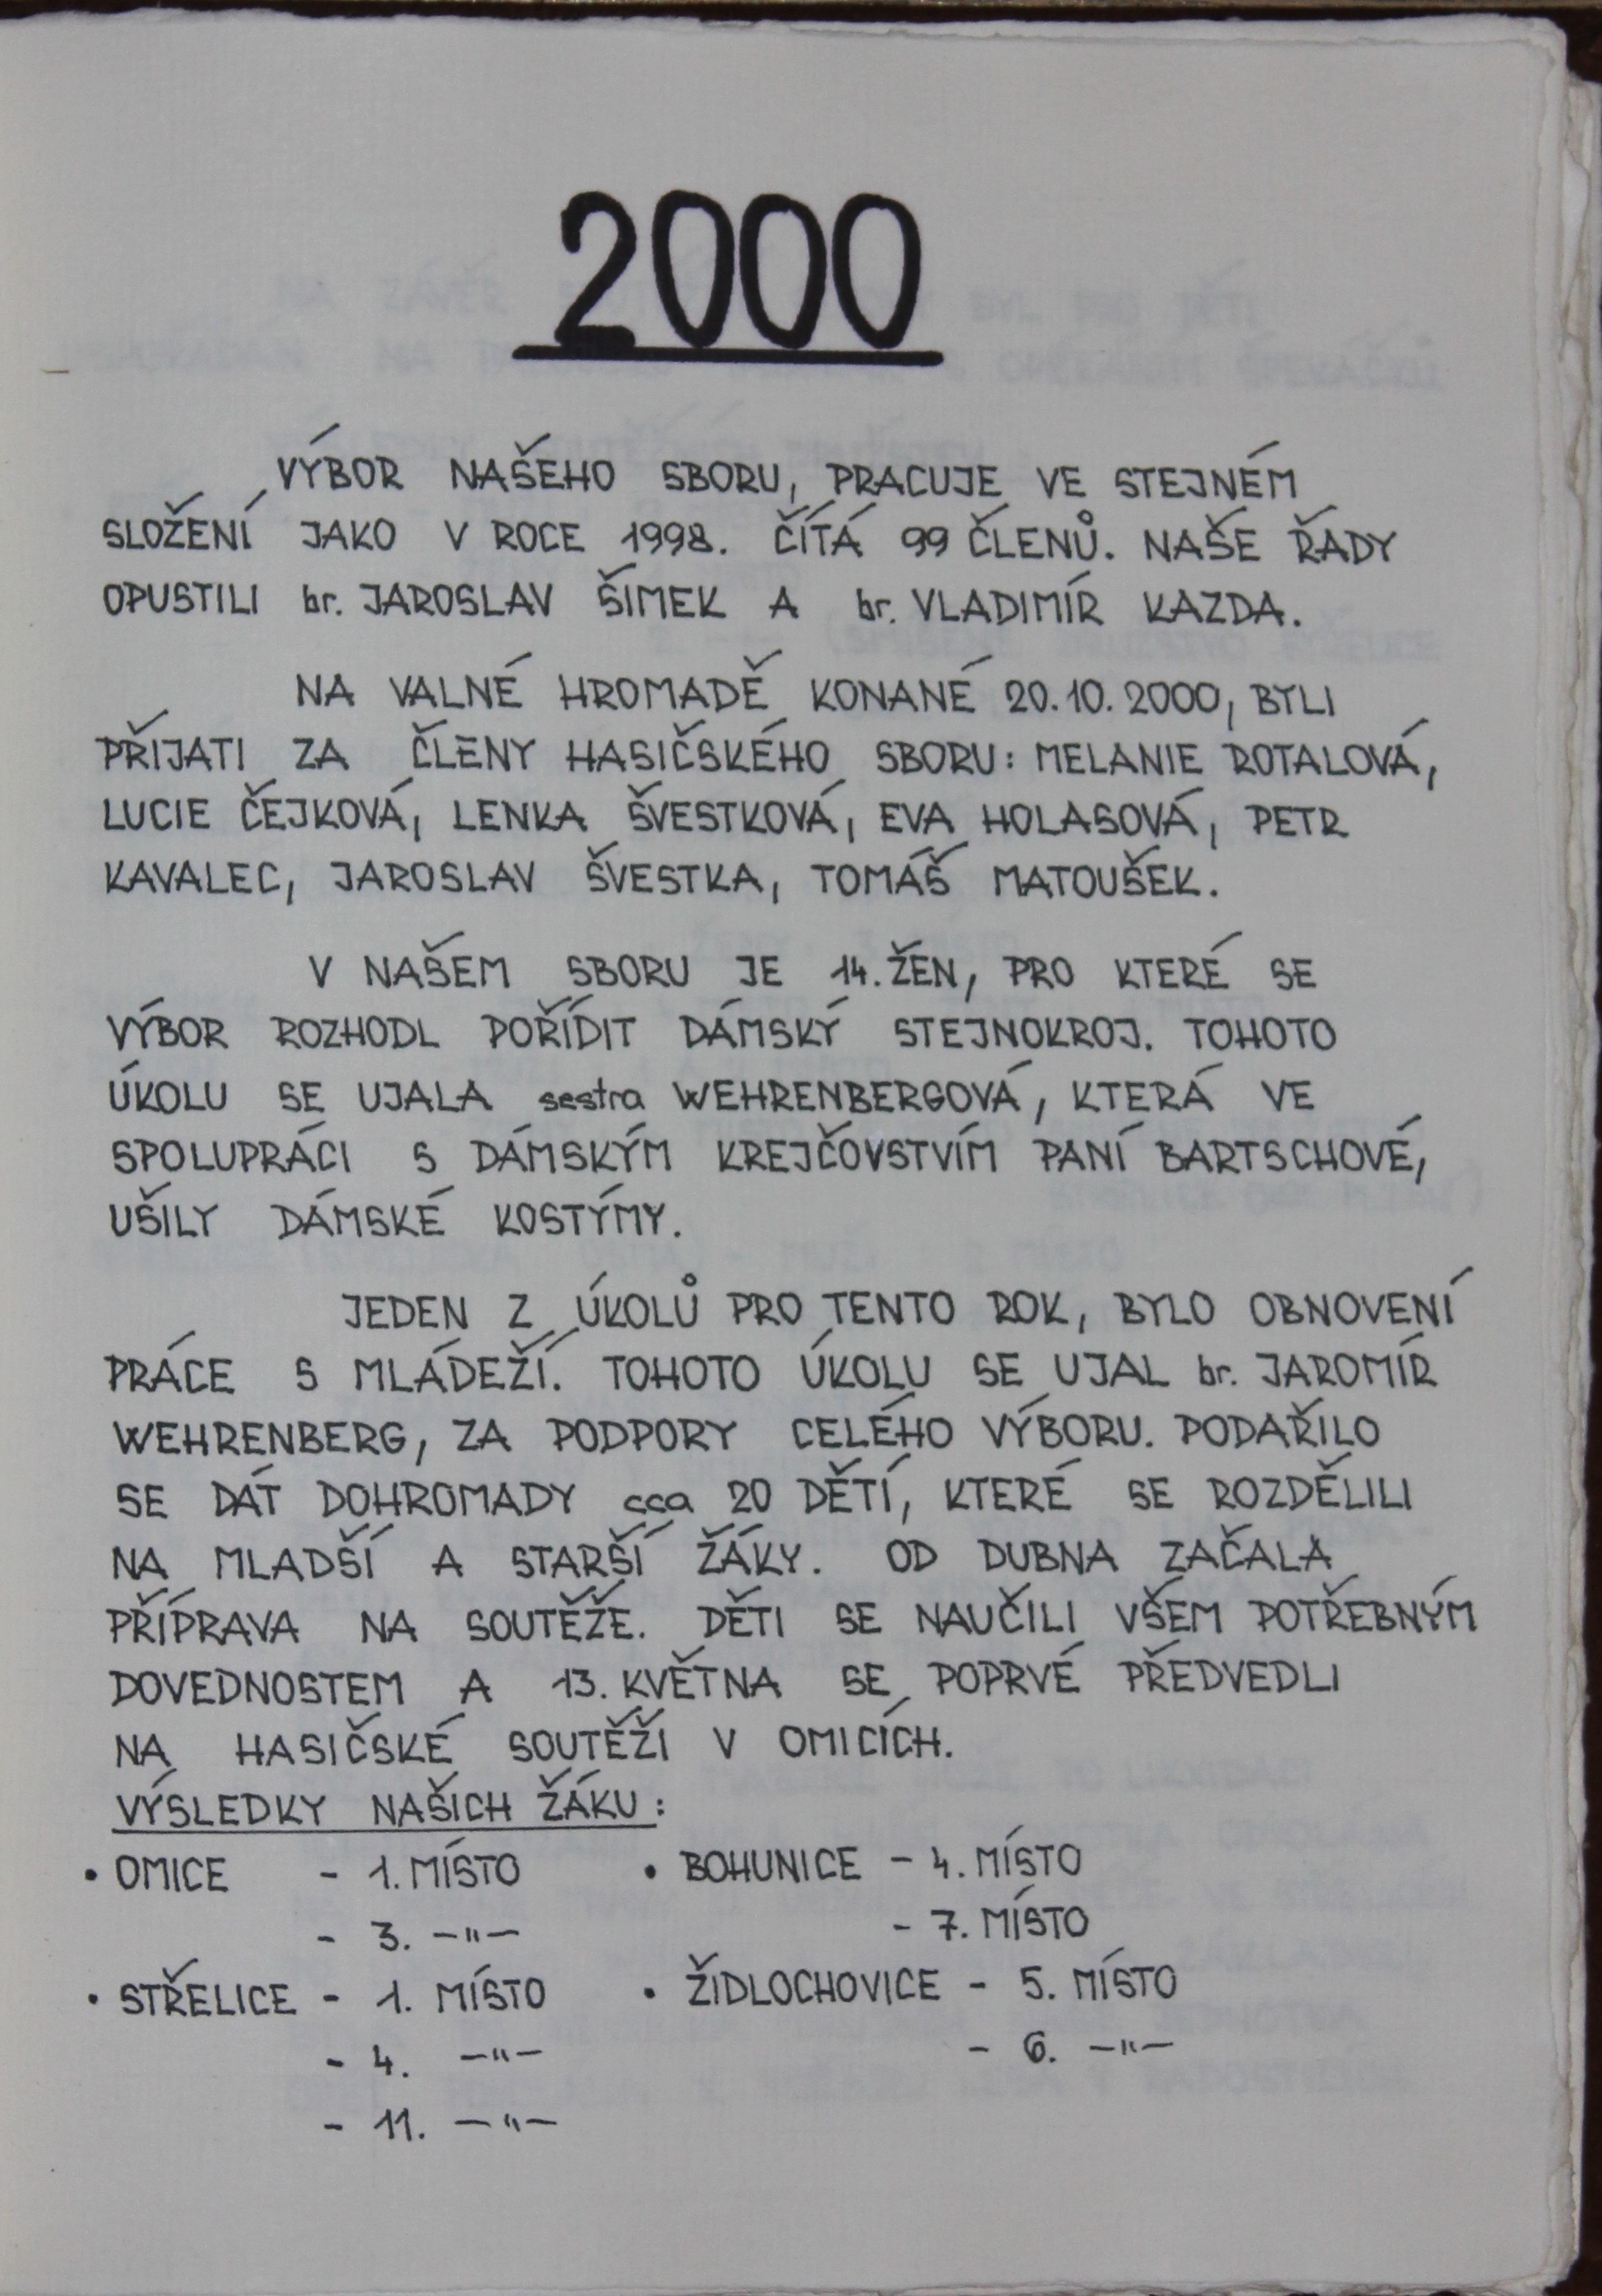 2000
VÝBOR NAŠEHO SBORU, PRACUJE VE STEJNÉM
SLOŽENÍ JAKO V ROCE 1998. ČÍTÁ 99 ČLENŮ. NAŠE ŘADY
OPUSTILI br. JAROSLAV ŠIMEK A br. VLADIMÍR KAZDA.
NA VALNÉ HROMADĚ KONANÉ 20.10.2000, BYLI
PŘIJATI ZA ČLENY HASIČSKÉHO SBORU: MELANIE ROTALOVÁ,
LUCIE ČEJKOVÁ, LENKA ŠVESTKOVÁ, EVA HOLASOVÁ, PETR
KAVALEC, JAROSLAV ŠVESTKA, TOMÁŠ MATOUŠEK.
V NAŠEM SBORU JE 14. ŽEN, PRO KTERÉ SE
VÝBOR ROZHODL POŘÍDIT DÁMSKÝ STEJNOKROJ. TOHOTO
ÚKOLU SE UJALA sestra WEHRENBERGOVÁ, KTERÁ VE
SPOLUPRÁCI S DÁMSKÝM KREJČOVSTVÍM PANÍ BARTSCHOVÉ,
UŠILY DÁMSKÉ KOSTÝMY.
JEDEN Z ÚKOLŮ PRO TENTO ROK, BYLO OBNOVENÍ
PRÁCE S MLÁDEŽÍ. TOHOTO ÚKOLU SE UJAL br. JAROMÍR
WEHRENBERG, ZA PODPORY CELÉHO VÝBORU. PODAŘILO
SE DÁT DOHROMADY cca 20 DĚTÍ, KTERÉ SE ROZDĚLILI
NA MLADŠÍ A STARŠÍ ŽÁKY. OD DUBNA ZAČALA
PŘÍPRAVA NA SOUTĚŽE. DĚTI SE NAUČILI VŠEM POTŘEBNÝM
DOVEDNOSTEM A 13. KVĚTNA SE POPRVÉ PŘEDVEDLI
NA HASIČSKÉ SOUTĚŽI V OMICÍCH.
VÝSLEDKY NAŠICH ŽÁKU:
• OMICE - 1. MÍSTO
- 3. —"—
• STŘELICE - 1. MÍSTO
- 4. —"—
- 11. —"—
• BOHUNICE - 4. MÍSTO
- 7. MÍSTO
• ŽIDLOCHOVICE - 5. MÍSTO
- 6. —"—